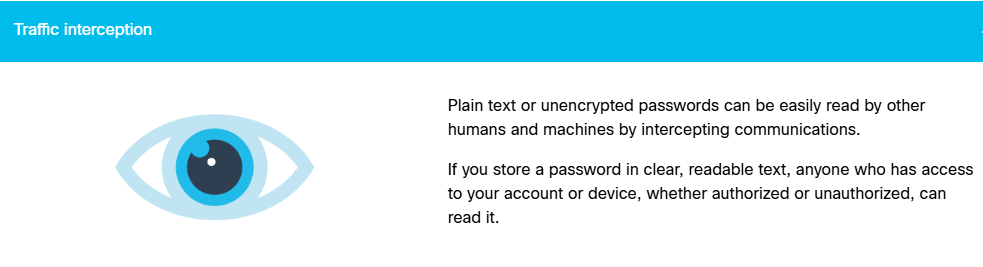 Traffic interception
Plain text or unencrypted passwords can be easily read by other
humans and machines by intercepting communications.
If you store a password in clear, readable text, anyone who has access
to your account or device, whether authorized or unauthorized, can
read it.